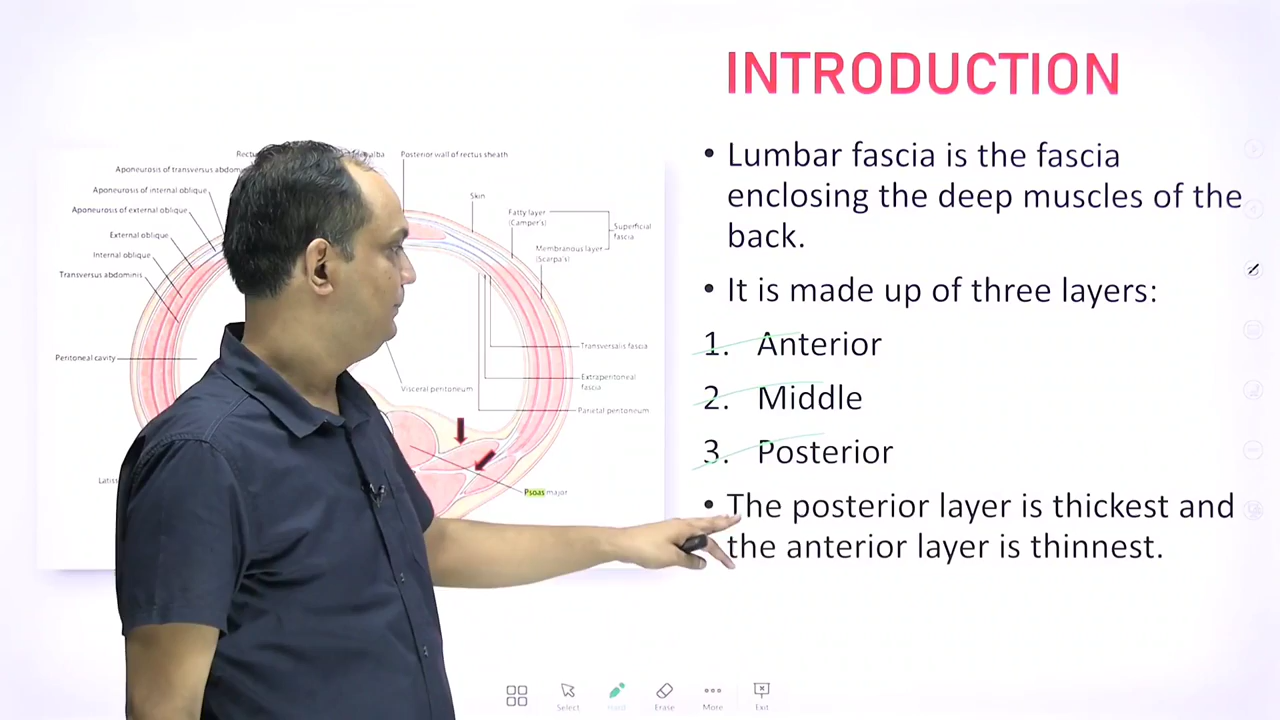 INTRODUCTION
• Lumbar fascia is the fascia
enclosing the deep muscles of the
back.
• It is made up of three layers:
1. Anterior
2. Middle
3. Posterior
• The posterior layer is thickest and
the anterior layer is thinnest.
Posterior wall of rectus sheath
Aponeurosis of transversus
Aponeurosis of internal oblique
Skin
Aponeurosis of external oblique
Fatty layer
(Camper's)
Superficial
fascia
External oblique
Membranous layer
(Scarpa's)
Internal oblique
Transversus abdominis
Transversalis fascia
Peritoneal cavity
Extraperitoneal
fascia
Visceral peritoneum
Parietal peritoneum
Psoas major
Select
Erase
More
Exit